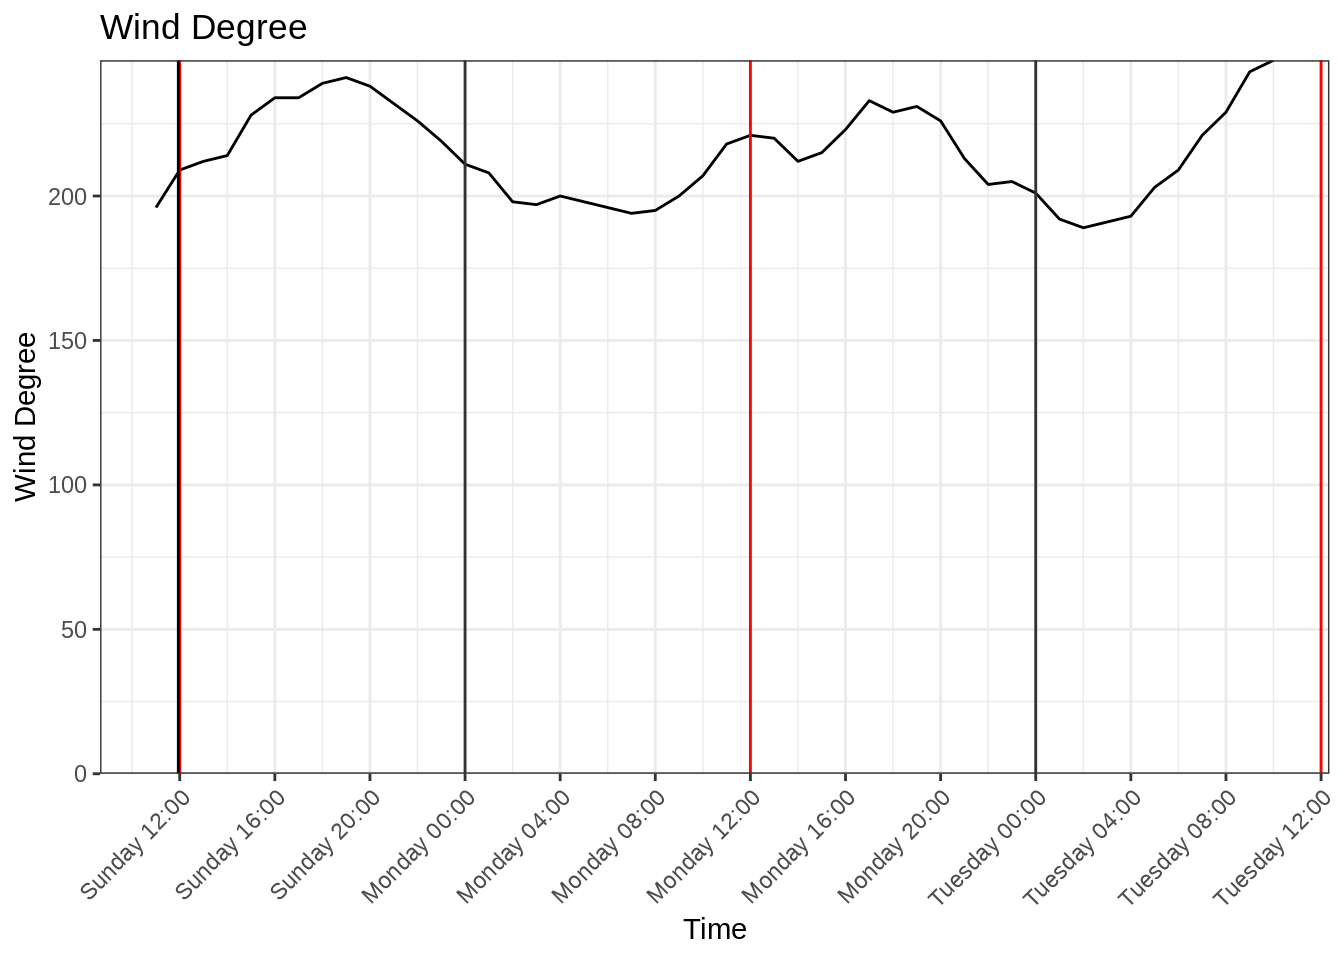 Wind Degree
Wind Degree
200
150
100
50
0
Sunday 12:00
Sunday 16:00
Sunday 20:00
Monday 00:00
Monday 04:00
Monday 08:00
Monday 12:00
Monday 16:00
Monday 20:00
Tuesday 00:00
Tuesday 04:00
Tuesday 08:00
Tuesday 12:00
Time